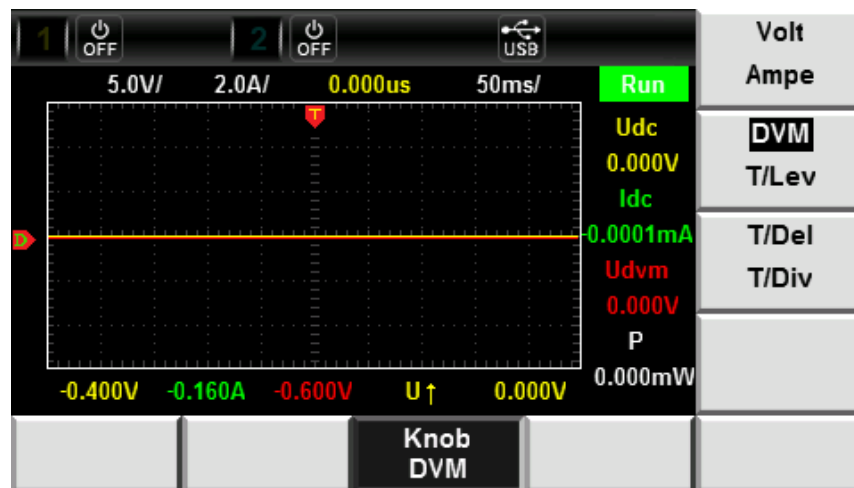 1 OFF 2 OFF USB
5.0V/ 2.0A/ 0.000us 50ms/ Run
T
Udc
0.000V
Idc
D
-0.0001mA
Udvm
0.000V
P
0.000mW
-0.400V -0.160A -0.600V U↑ 0.000V
Volt
Ampe
DVM
T/Lev
T/Del
T/Div
Knob
DVM